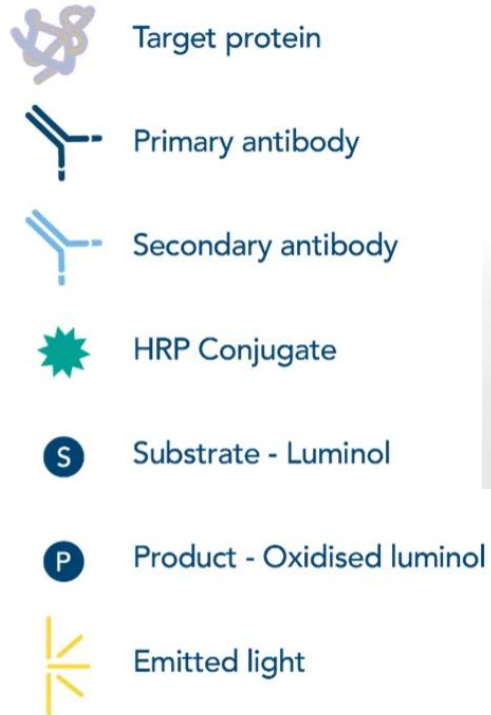 Target protein
Primary antibody
Secondary antibody
HRP Conjugate
S Substrate - Luminol
P Product - Oxidised luminol
Emitted light